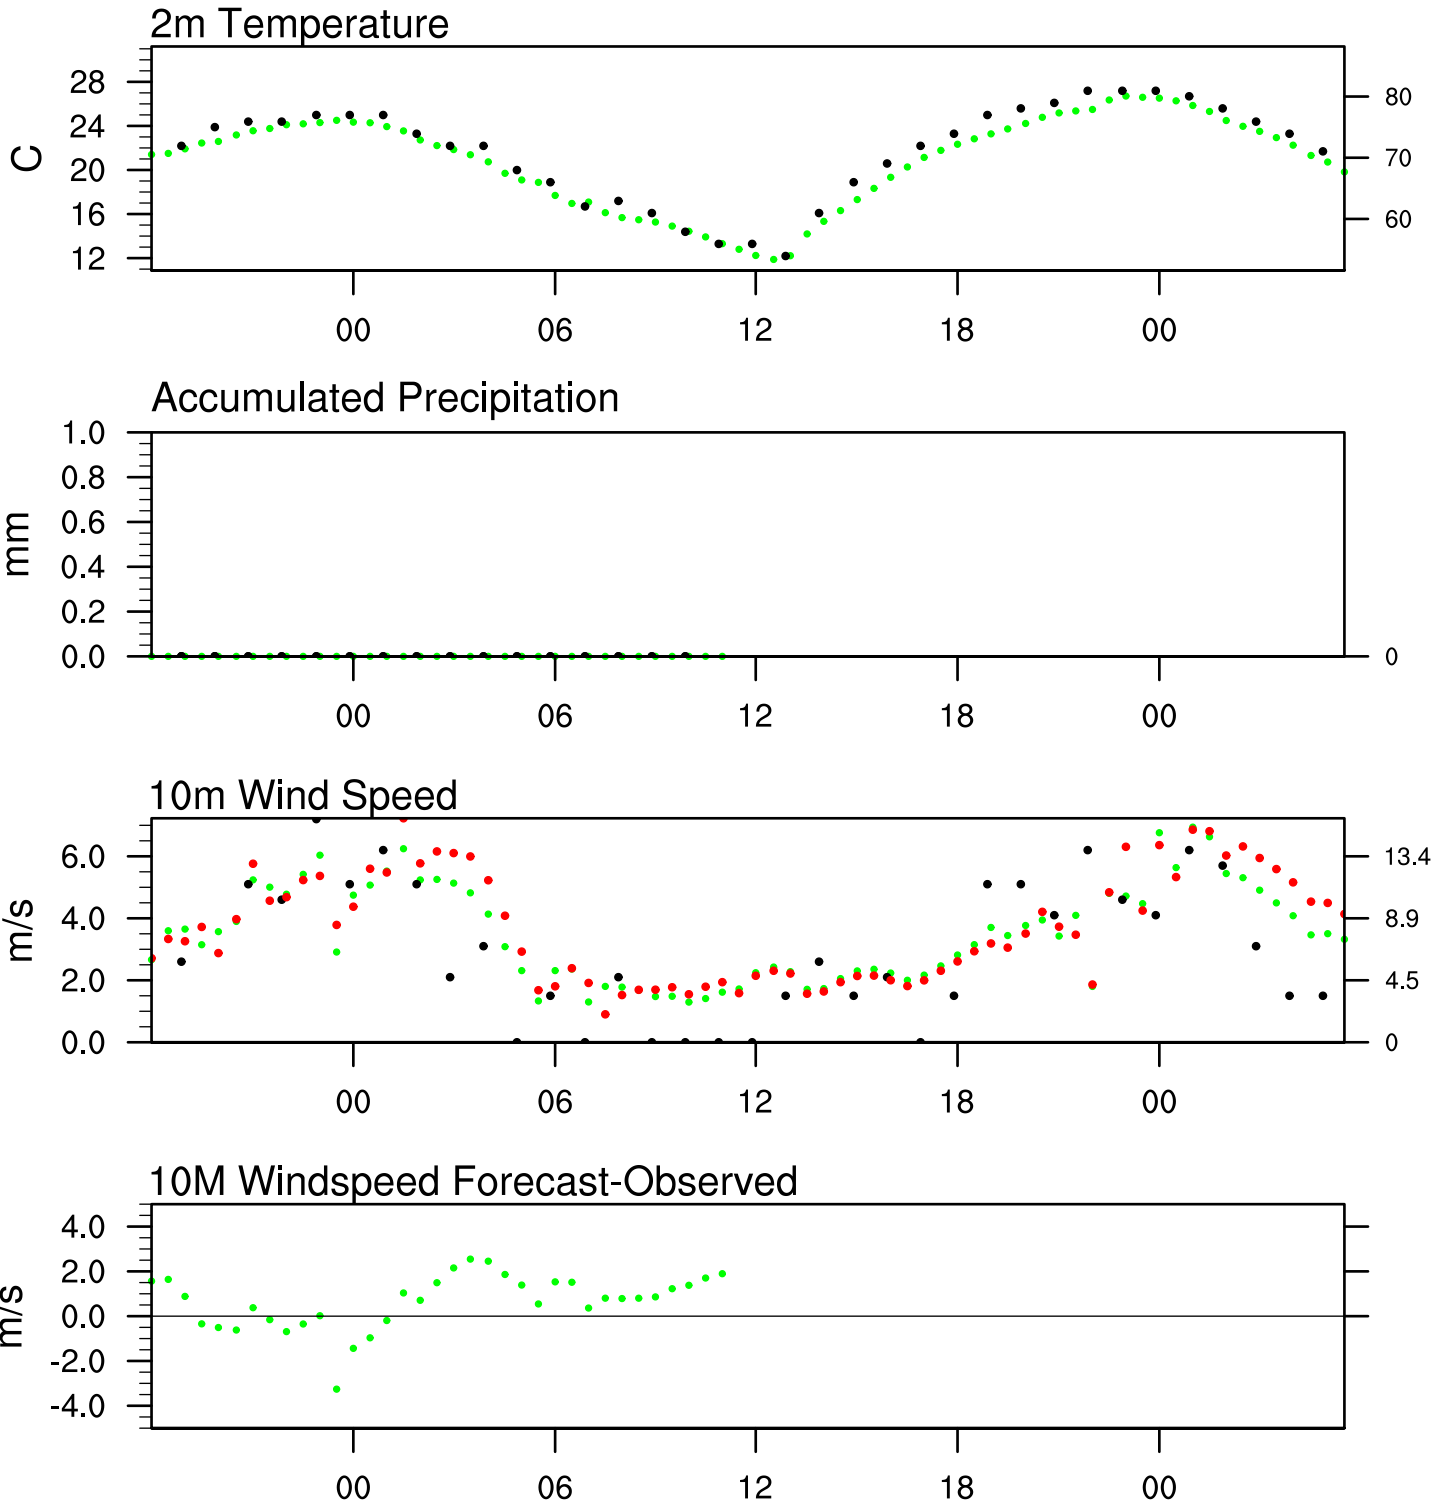 2m Temperature
28
24
20
16
12
C
80
70
60
00 06 12 18 00
Accumulated Precipitation
1.0
0.8
0.6
0.4
0.2
0.0
mm
0
00 06 12 18 00
10m Wind Speed
6.0
4.0
2.0
0.0
m/s
13.4
8.9
4.5
0
00 06 12 18 00
10M Windspeed Forecast-Observed
4.0
2.0
0.0
-2.0
-4.0
m/s
00 06 12 18 00